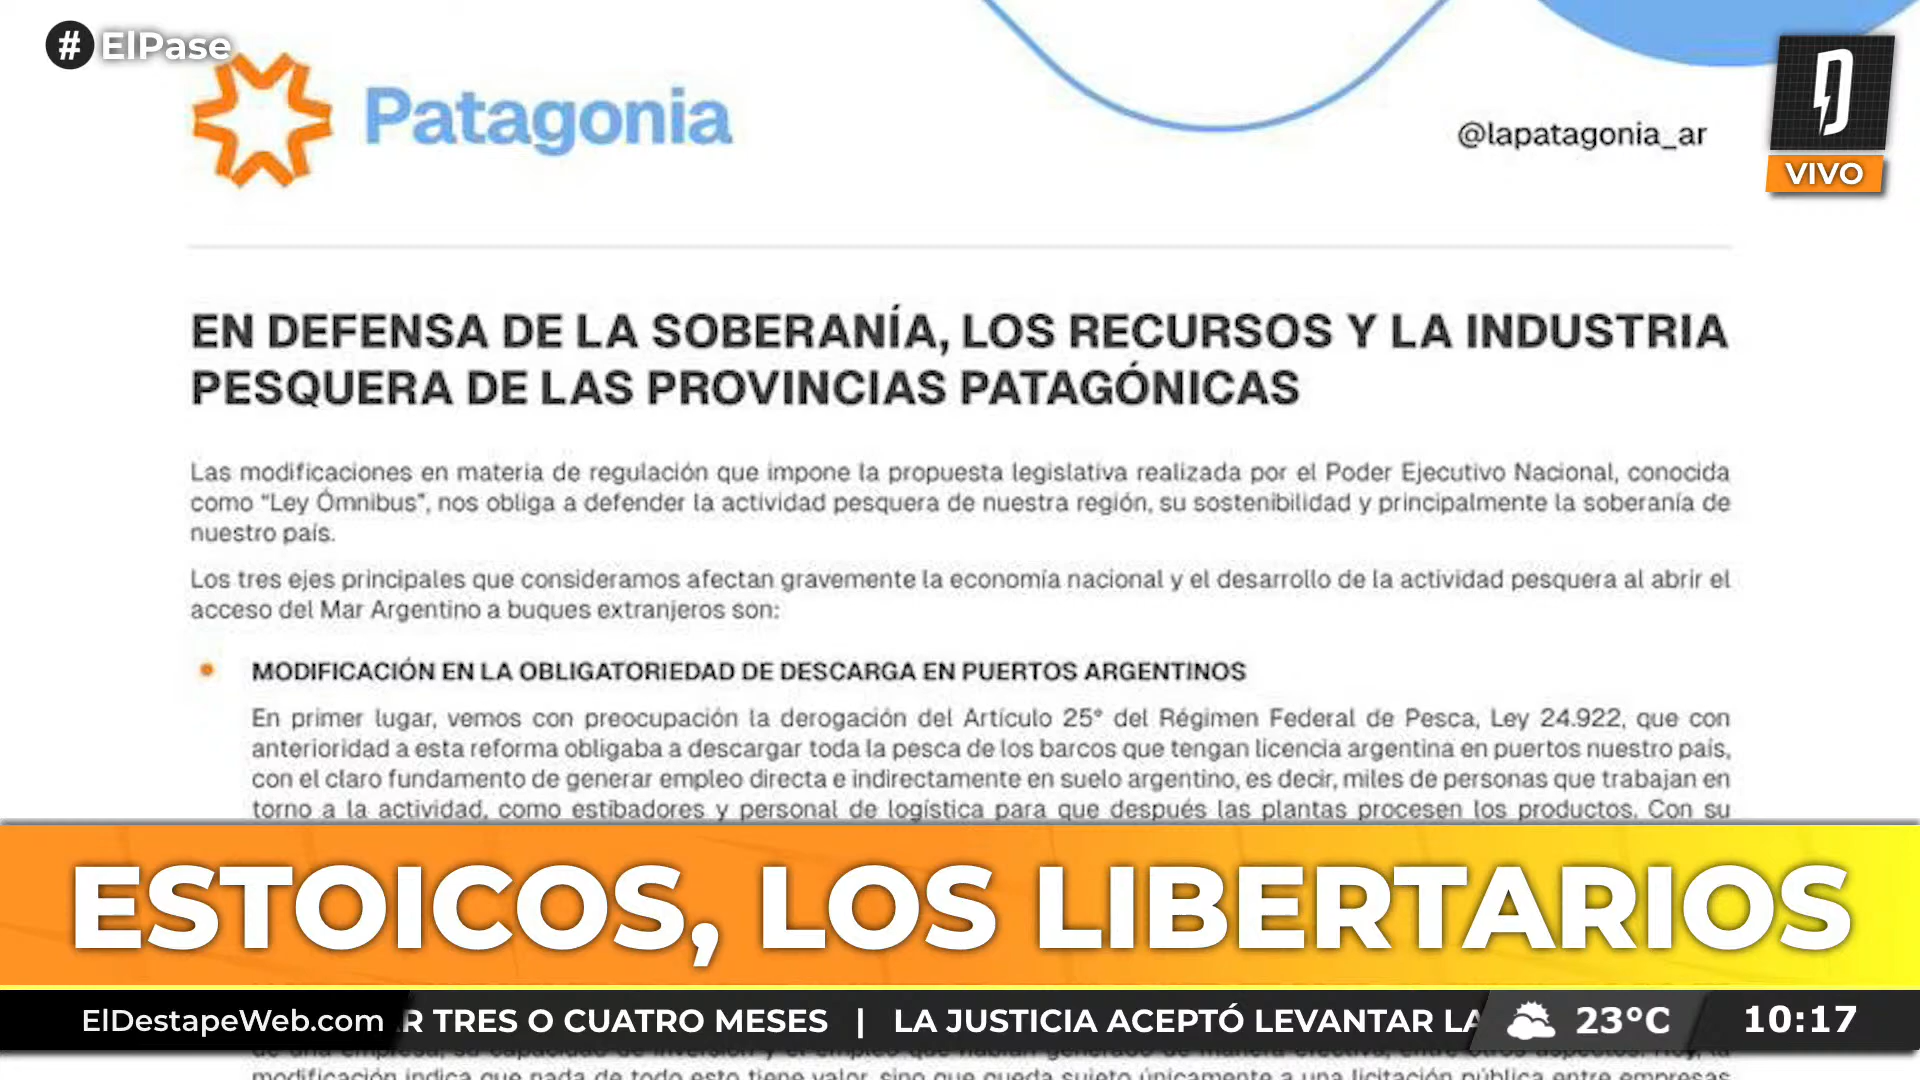 # ElPase
Patagonia
@lapatagonia_ar
VIVO
EN DEFENSA DE LA SOBERANÍA, LOS RECURSOS Y LA INDUSTRIA
PESQUERA DE LAS PROVINCIAS PATAGÓNICAS
Las modificaciones en materia de regulación que impone la propuesta legislativa realizada por el Poder Ejecutivo Nacional, conocida
como “Ley Ómnibus”, nos obliga a defender la actividad pesquera de nuestra región, su sostenibilidad y principalmente la soberanía de
nuestro país.
Los tres ejes principales que consideramos afectan gravemente la economía nacional y el desarrollo de la actividad pesquera al abrir el
acceso del Mar Argentino a buques extranjeros son:
• MODIFICACIÓN EN LA OBLIGATORIEDAD DE DESCARGA EN PUERTOS ARGENTINOS
En primer lugar, vemos con preocupación la derogación del Artículo 25° del Régimen Federal de Pesca, Ley 24.922, que con
anterioridad a esta reforma obligaba a descargar toda la pesca de los barcos que tengan licencia argentina en puertos nuestro país,
con el claro fundamento de generar empleo directa e indirectamente en suelo argentino, es decir, miles de personas que trabajan en
torno a la actividad, como estibadores y personal de logística para que después las plantas procesen los productos. Con su
ESTOICOS, LOS LIBERTARIOS
ElDestapeWeb.com
R TRES O CUATRO MESES | LA JUSTICIA ACEPTÓ LEVANTAR LA
23°C
10:17
modificación indica que nada de todo esto tiene valor, sino que queda sujeto únicamente a una licitación pública entre empresas